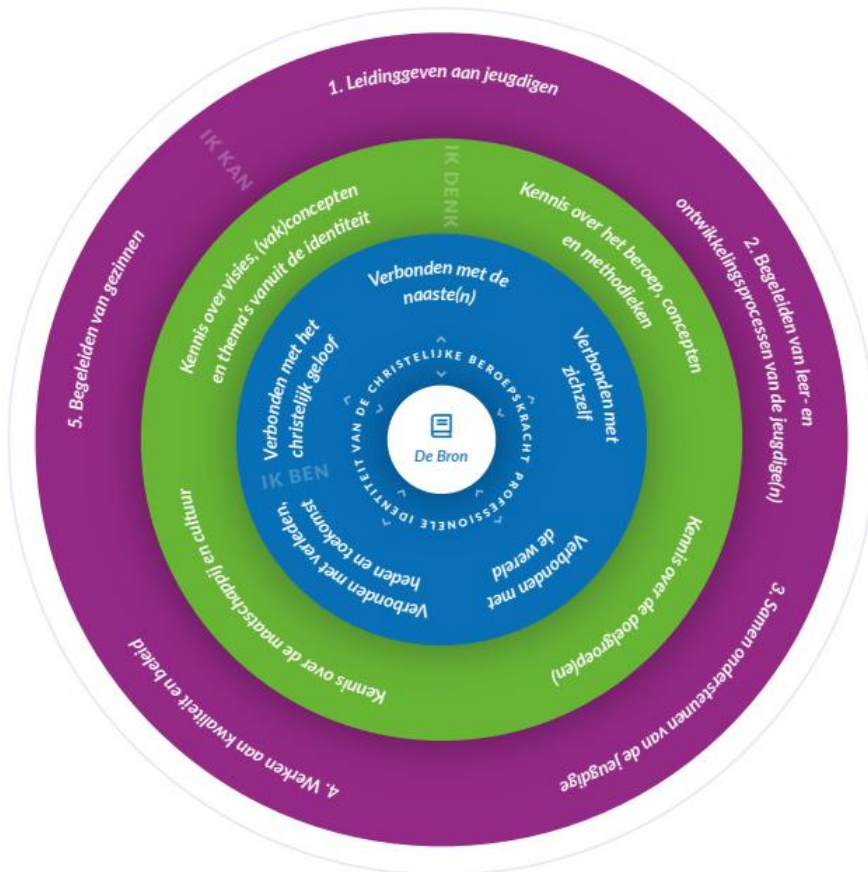 1. Leidinggeven aan jeugdigen
2. Begeleiden van leer- en
ontwikkelingsprocessen van de jeugdige(n)
3. Samen ondersteunen van de jeugdige
4. Werken aan kwaliteit en beleid
5. Begeleiden van gezinnen
IK KAN
IK DENK
Kennis over het beroep, concepten
en methodieken
Kennis over de doelgroep(en)
Kennis over de maatschappij en cultuur
Kennis over visies, (vak)concepten
en thema's vanuit de identiteit
Verbonden met de
naaste(n)
Verbonden met
zichzelf
Verbonden met
de wereld
Verbonden met verleden,
heden en toekomst
Verbonden met het
christelijk geloof
IK BEN
PROFESSIONELE IDENTITEIT VAN DE CHRISTELIJKE BEROEPSKRACHT
De Bron